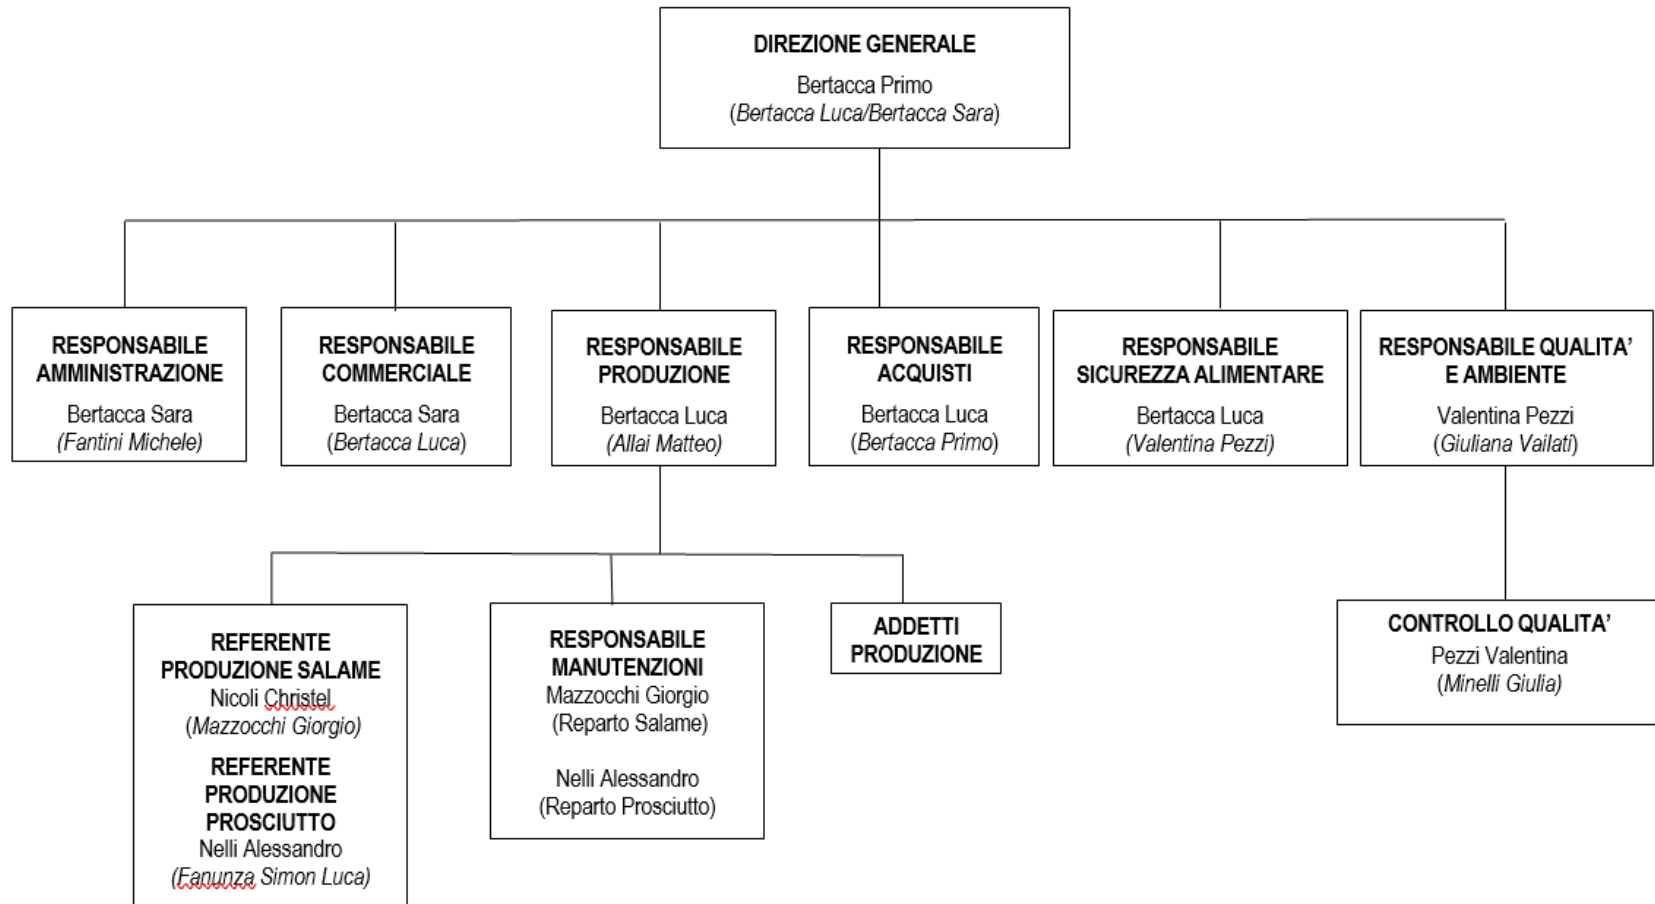 DIREZIONE GENERALE
Bertacca Primo
(Bertacca Luca/Bertacca Sara)
RESPONSABILE
AMMINISTRAZIONE
Bertacca Sara
(Fantini Michele)
RESPONSABILE
COMMERCIALE
Bertacca Sara
(Bertacca Luca)
RESPONSABILE
PRODUZIONE
Bertacca Luca
(Allai Matteo)
RESPONSABILE
ACQUISTI
Bertacca Luca
(Bertacca Primo)
RESPONSABILE
SICUREZZA ALIMENTARE
Bertacca Luca
(Valentina Pezzi)
RESPONSABILE QUALITA’
E AMBIENTE
Valentina Pezzi
(Giuliana Vailati)
REFERENTE
PRODUZIONE SALAME
Nicoli Christel
(Mazzocchi Giorgio)
REFERENTE
PRODUZIONE
PROSCIUTTO
Nelli Alessandro
(Fanunza Simon Luca)
RESPONSABILE
MANUTENZIONI
Mazzocchi Giorgio
(Reparto Salame)
Nelli Alessandro
(Reparto Prosciutto)
ADDETTI
PRODUZIONE
CONTROLLO QUALITA’
Pezzi Valentina
(Minelli Giulia)